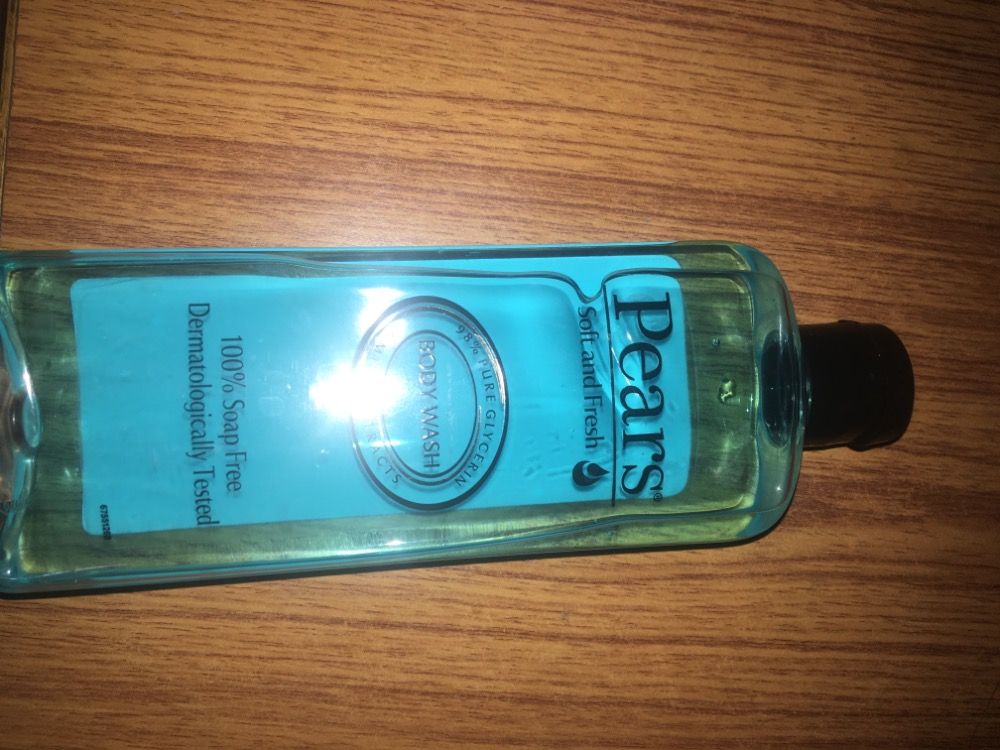 Pears®
Soft and Fresh
98% PURE GLYCERIN
BODY WASH
100% Soap Free
Dermatologically Tested